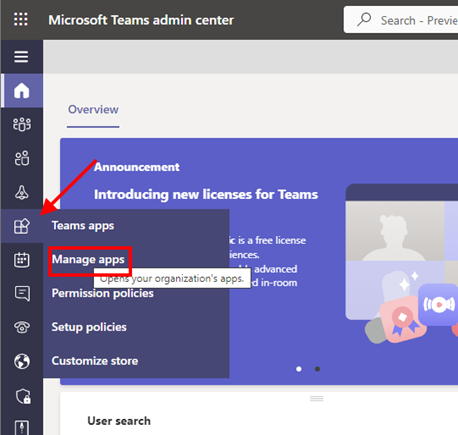 Microsoft Teams admin center
Search - Previe
Overview
Announcement
Introducing new licenses for Teams
Teams apps
is a free license
Manage apps
iences.
Opens your organization's apps.
advanced
Permission policies
d in-room
Setup policies
Customize store
User search